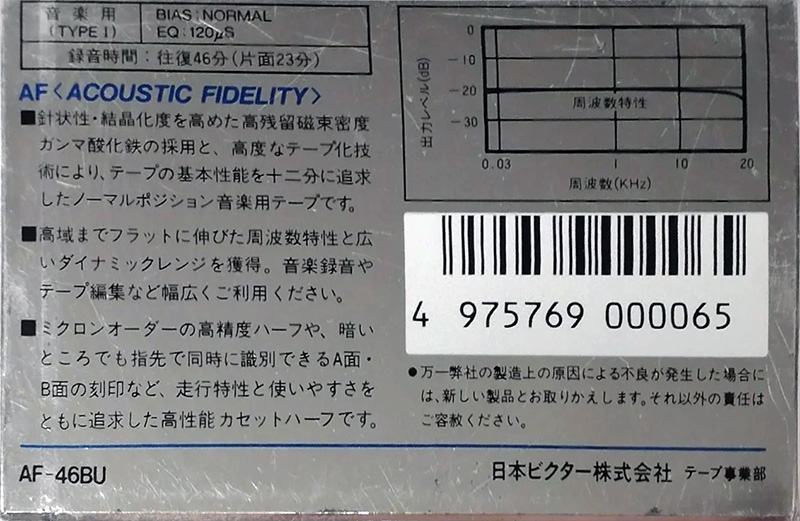 音楽用 BIAS:NORMAL
(TYPE I) EQ:120μS
録音時間:往復46分(片面23分)
AF<ACOUSTIC FIDELITY>
■針状性・結晶化度を高めた高残留磁束密度
ガンマ酸化鉄の採用と、高度なテープ化技
術により、テープの基本性能を十二分に追求
したノーマルポジション音楽用テープです。
■高域までフラットに伸びた周波数特性と広
いダイナミックレンジを獲得。音楽録音や
テープ編集など幅広くご利用ください。
■ミクロンオーダーの高精度ハーフや、暗い
ところでも指先で同時に識別できるA面・
B面の刻印など、走行特性と使いやすさを
ともに追求した高性能カセットハーフです。
出力レベル(dB)
0
-10
-20
-30
周波数特性
0.03 1 10 20
周波数(KHz)
4 975769 000065
●万一弊社の製造上の原因による不良が発生した場合に
は、新しい製品とお取りかえします。それ以外の責任は
ご容赦ください。
AF-46BU 日本ビクター株式会社 テープ事業部